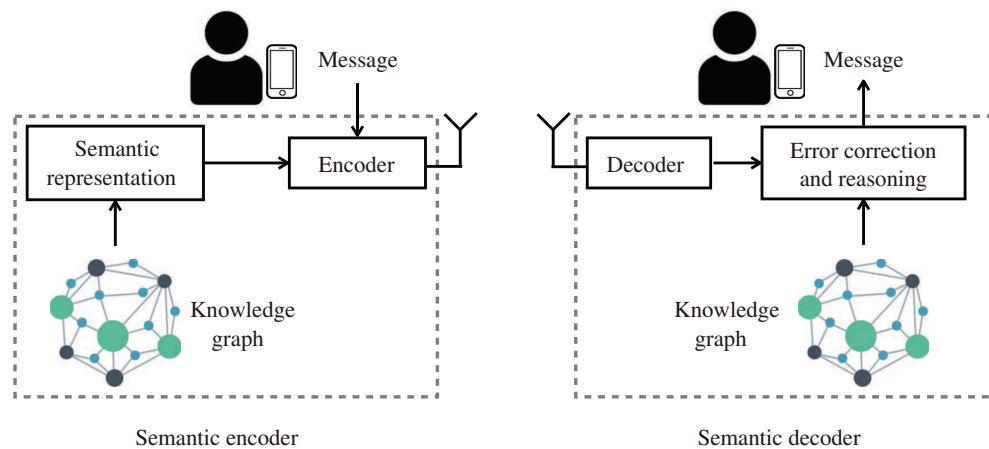 Message
Semantic
representation
Encoder
Knowledge
graph
Semantic encoder
Message
Decoder
Error correction
and reasoning
Knowledge
graph
Semantic decoder